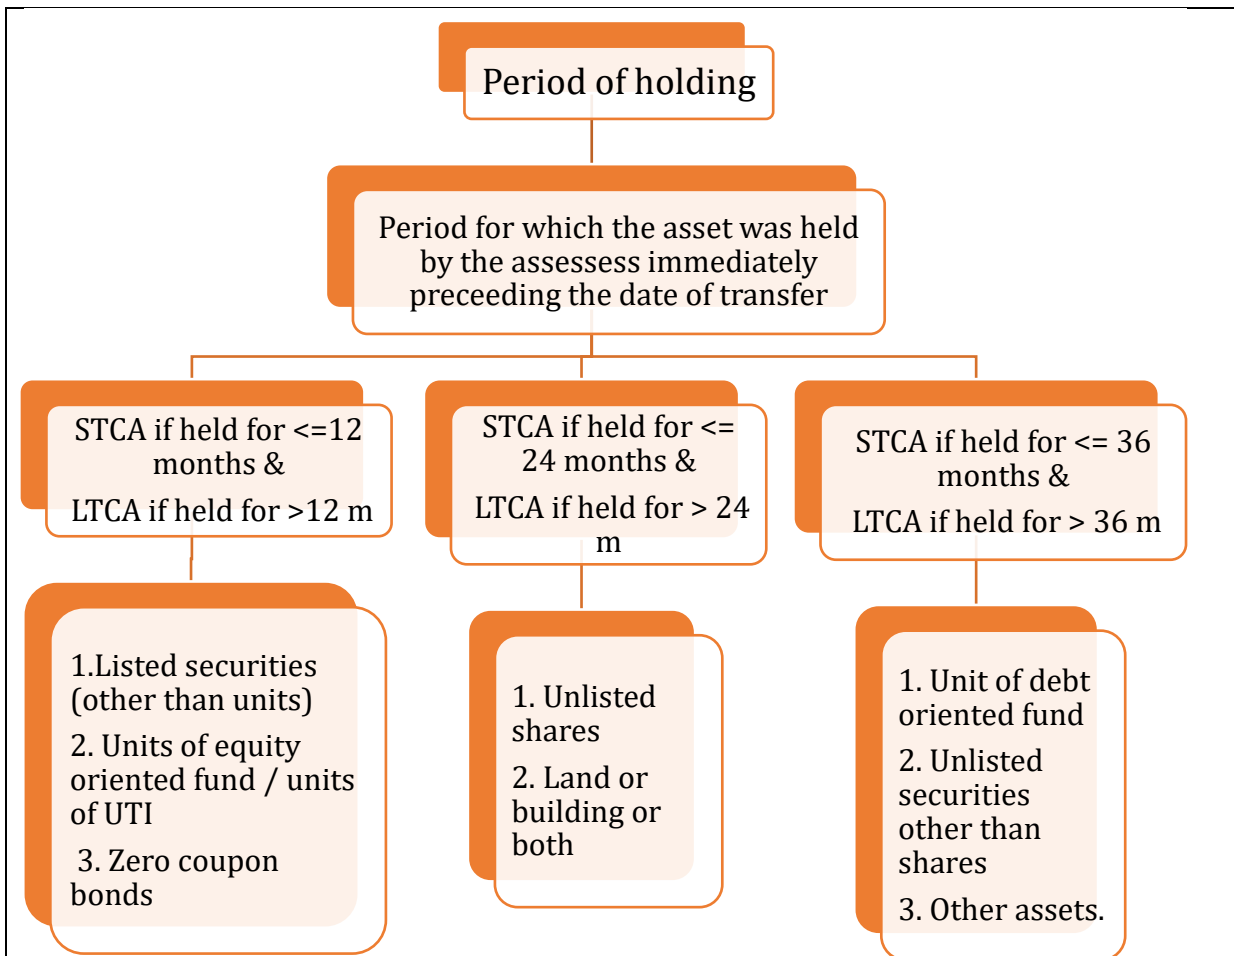 Period of holding
Period for which the asset was held
by the assessess immediately
preceeding the date of transfer
STCA if held for <=12
months &
LTCA if held for >12 m
STCA if held for <=
24 months &
LTCA if held for > 24
m
STCA if held for <= 36
months &
LTCA if held for > 36 m
1.Listed securities
(other than units)
2. Units of equity
oriented fund / units
of UTI
3. Zero coupon
bonds
1. Unlisted
shares
2. Land or
building or
both
1. Unit of debt
oriented fund
2. Unlisted
securities
other than
shares
3. Other assets.